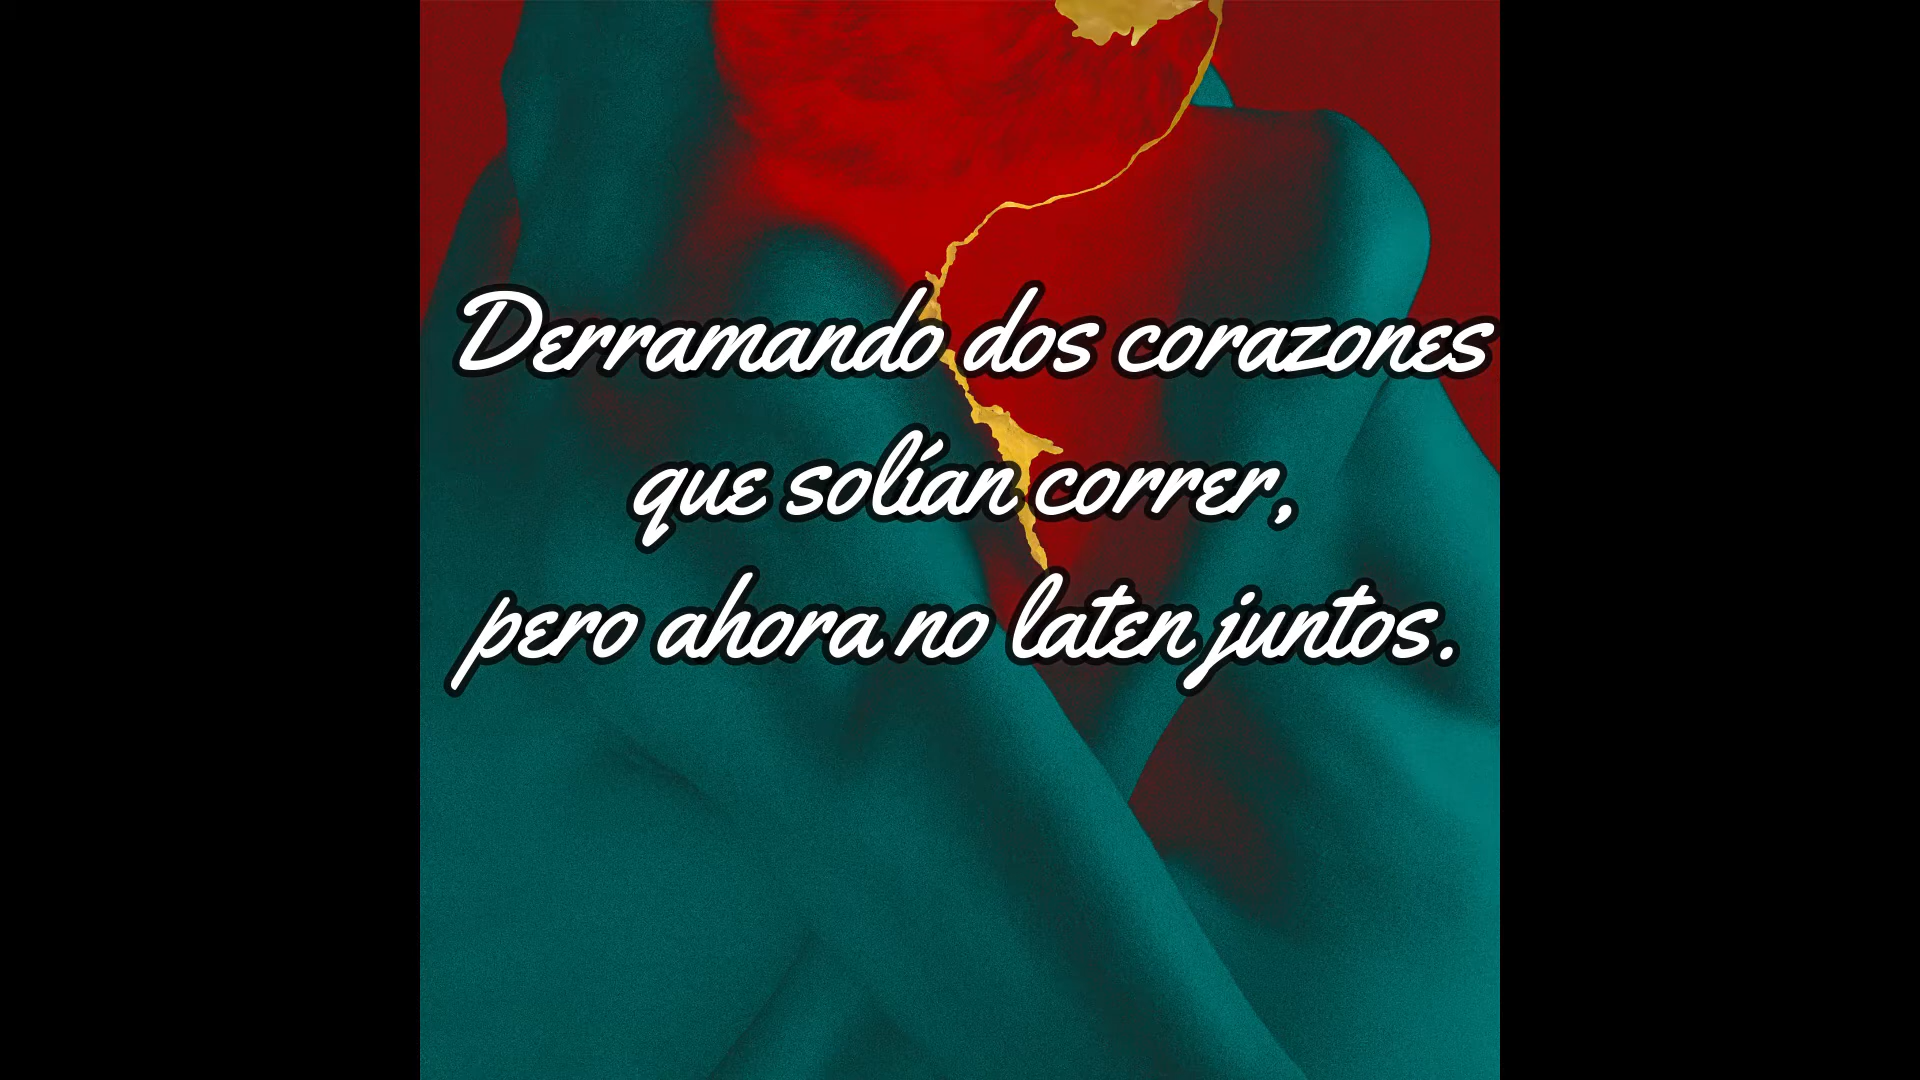 Derramando dos corazones
que solían correr,
pero ahora no laten juntos.